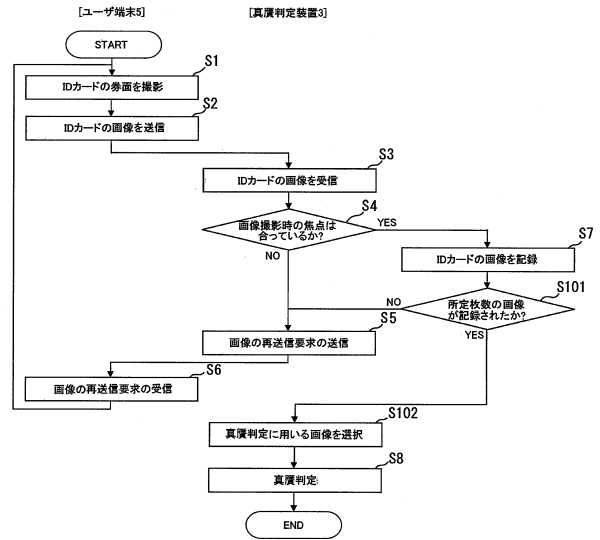 [ユーザ端末5]
[真贋判定装置3]
START
S1
IDカードの券面を撮影
S2
IDカードの画像を送信
S3
IDカードの画像を受信
S4
画像撮影時の焦点は
合っているか?
YES
NO
S7
IDカードの画像を記録
S101
所定枚数の画像
が記録されたか?
NO
YES
S5
画像の再送信要求の送信
S6
画像の再送信要求の受信
S102
真贋判定に用いる画像を選択
S8
真贋判定
END